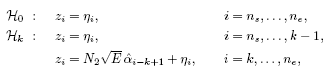 ℋ₀ : zᵢ = ηᵢ, i = nₛ, …, nₑ,
ℋₖ : zᵢ = ηᵢ, i = nₛ, …, k − 1,
zᵢ = N₂√E α̂ᵢ₋ₖ₊₁ + ηᵢ, i = k, …, nₑ,